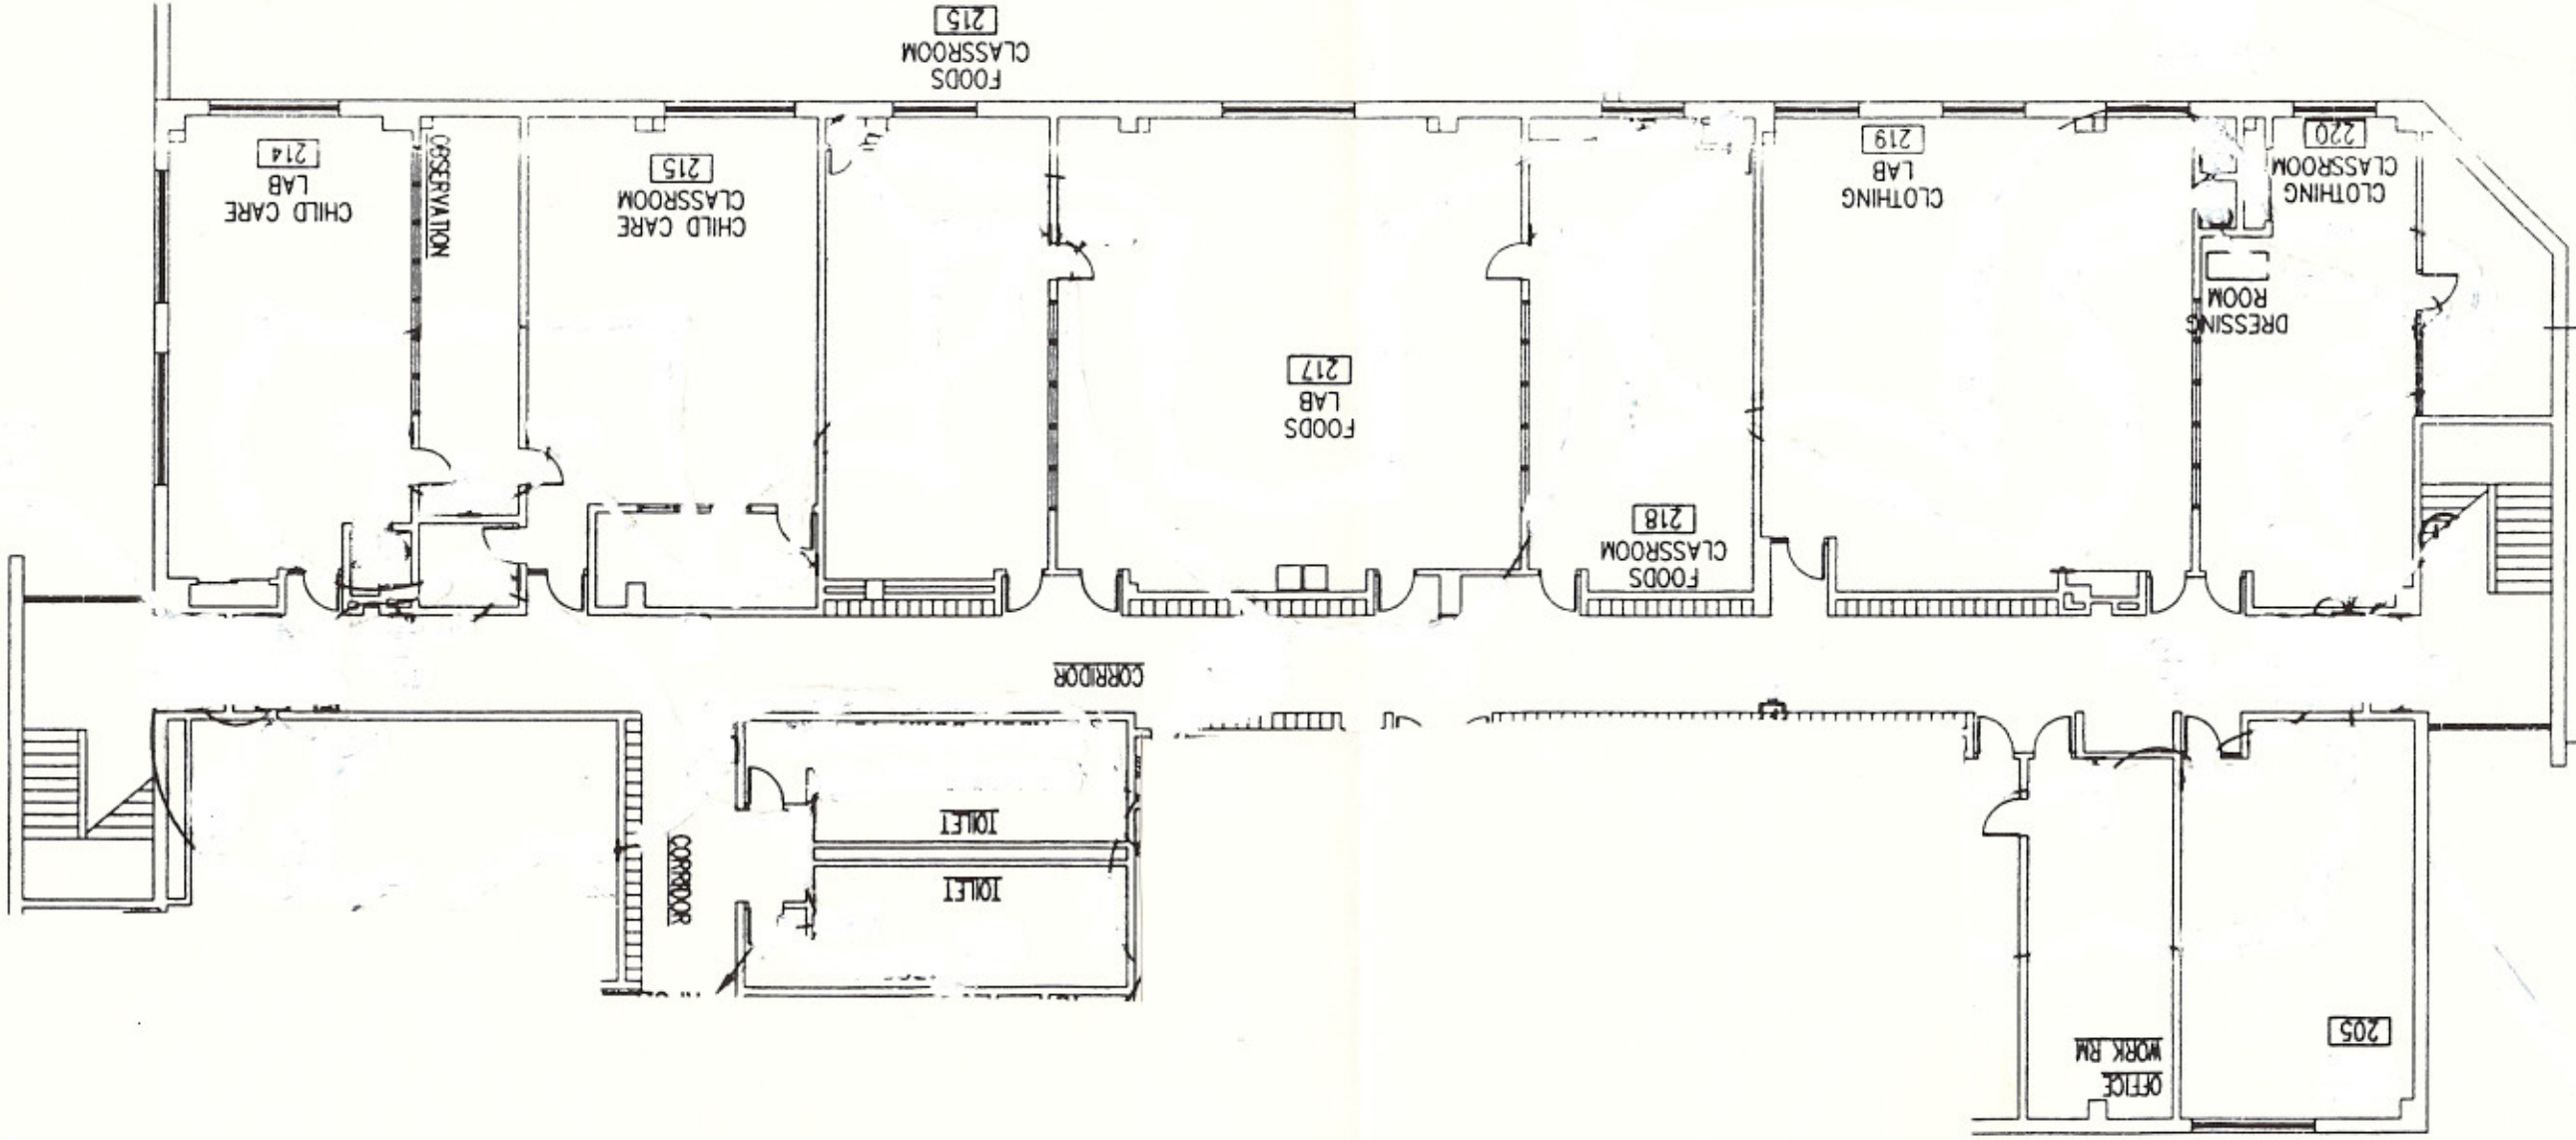 OFFICE
WORK RM
205
TOILET
CORRIDOR
TOILET
CORRIDOR
FOODS
CLASSROOM
218
FOODS
LAB
217
DRESSING
ROOM
CLOTHING
CLASSROOM
220
CLOTHING
LAB
219
CHILD CARE
CLASSROOM
215
OBSERVATION
CHILD CARE
LAB
214
FOODS
CLASSROOM
215